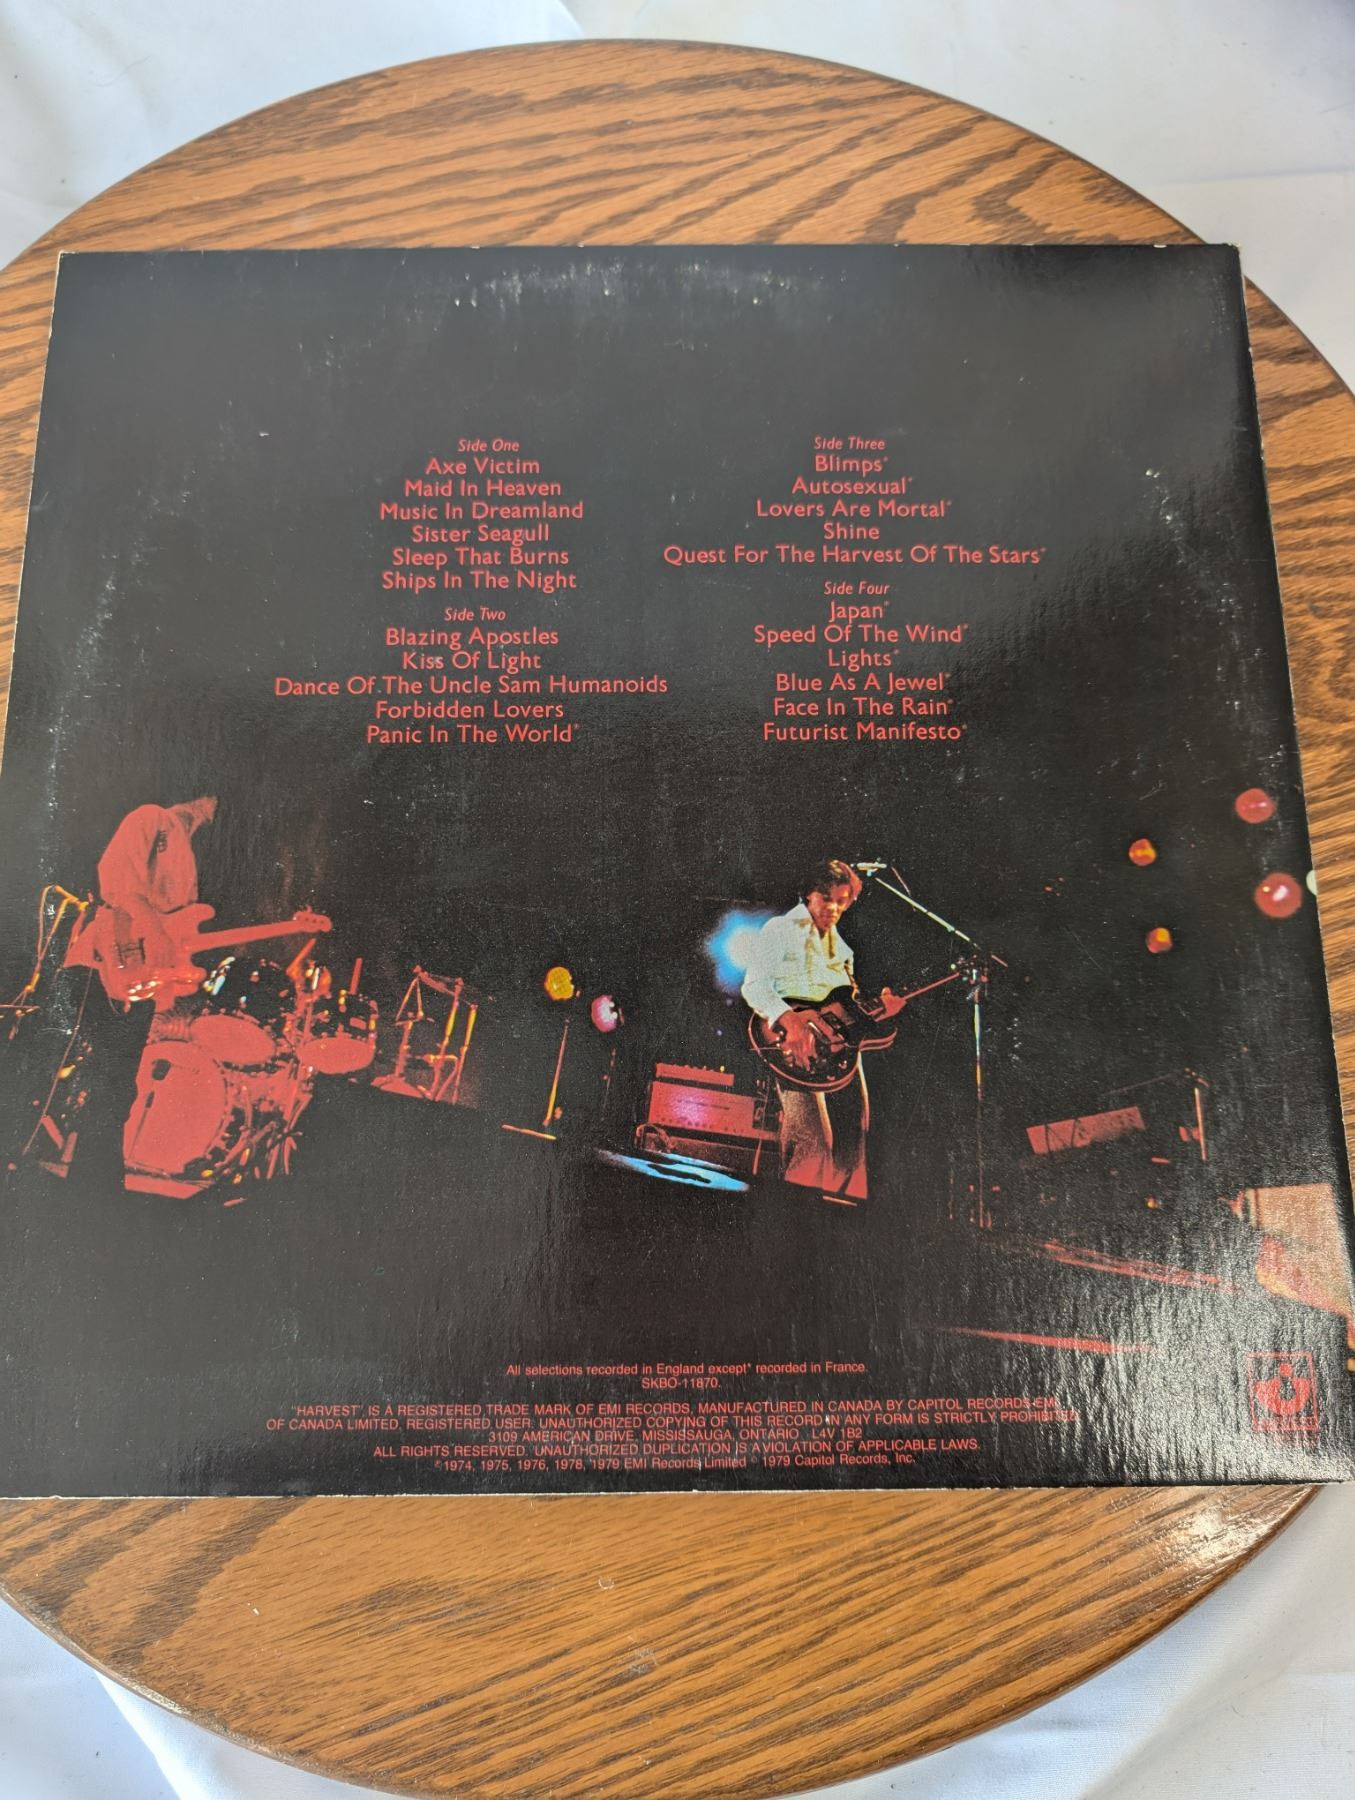 Side One
Axe Victim
Maid In Heaven
Music In Dreamland
Sister Seagull
Sleep That Burns
Ships In The Night
Side Two
Blazing Apostles
Kiss Of Light
Dance Of The Uncle Sam Humanoids
Forbidden Lovers
Panic In The World*
Side Three
Blimps*
Autosexual*
Lovers Are Mortal*
Shine
Quest For The Harvest Of The Stars*
Side Four
Japan*
Speed Of The Wind*
Lights*
Blue As A Jewel*
Face In The Rain*
Futurist Manifesto*
All selections recorded in England except* recorded in France.
SKBO-11870.
"HARVEST" IS A REGISTERED TRADE MARK OF EMI RECORDS, MANUFACTURED IN CANADA BY CAPITOL RECORDS-EMI
OF CANADA LIMITED, REGISTERED USER. UNAUTHORIZED COPYING OF THIS RECORD IN ANY FORM IS STRICTLY PROHIBITED.
3109 AMERICAN DRIVE, MISSISSAUGA, ONTARIO L4V 1B2
ALL RIGHTS RESERVED. UNAUTHORIZED DUPLICATION IS A VIOLATION OF APPLICABLE LAWS.
℗ 1974, 1975, 1976, 1978, 1979 EMI Records Limited © 1979 Capitol Records, Inc.